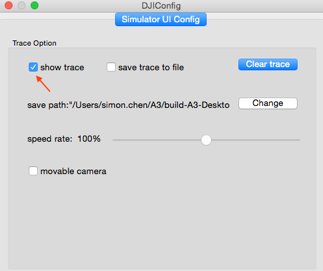 DJIConfig
Simulator UI Config
Trace Option
show trace save trace to file Clear trace
save path:"/Users/simon.chen/A3/build-A3-Deskto Change
speed rate: 100%
movable camera